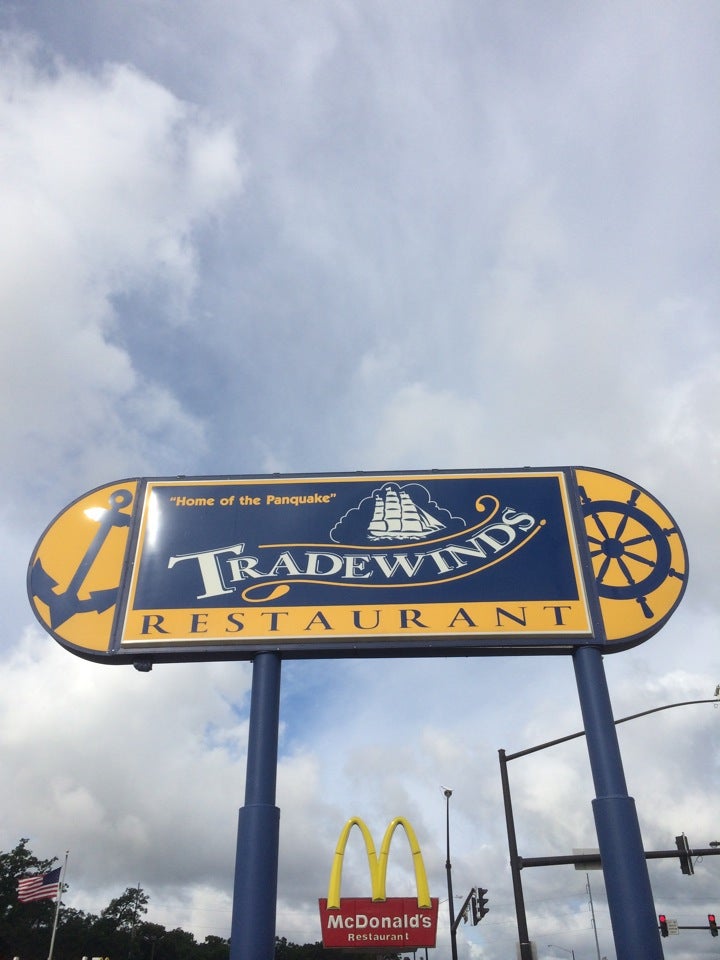 "Home of the Panquake"
TRADEWINDS
RESTAURANT
McDonald's
Restaurant